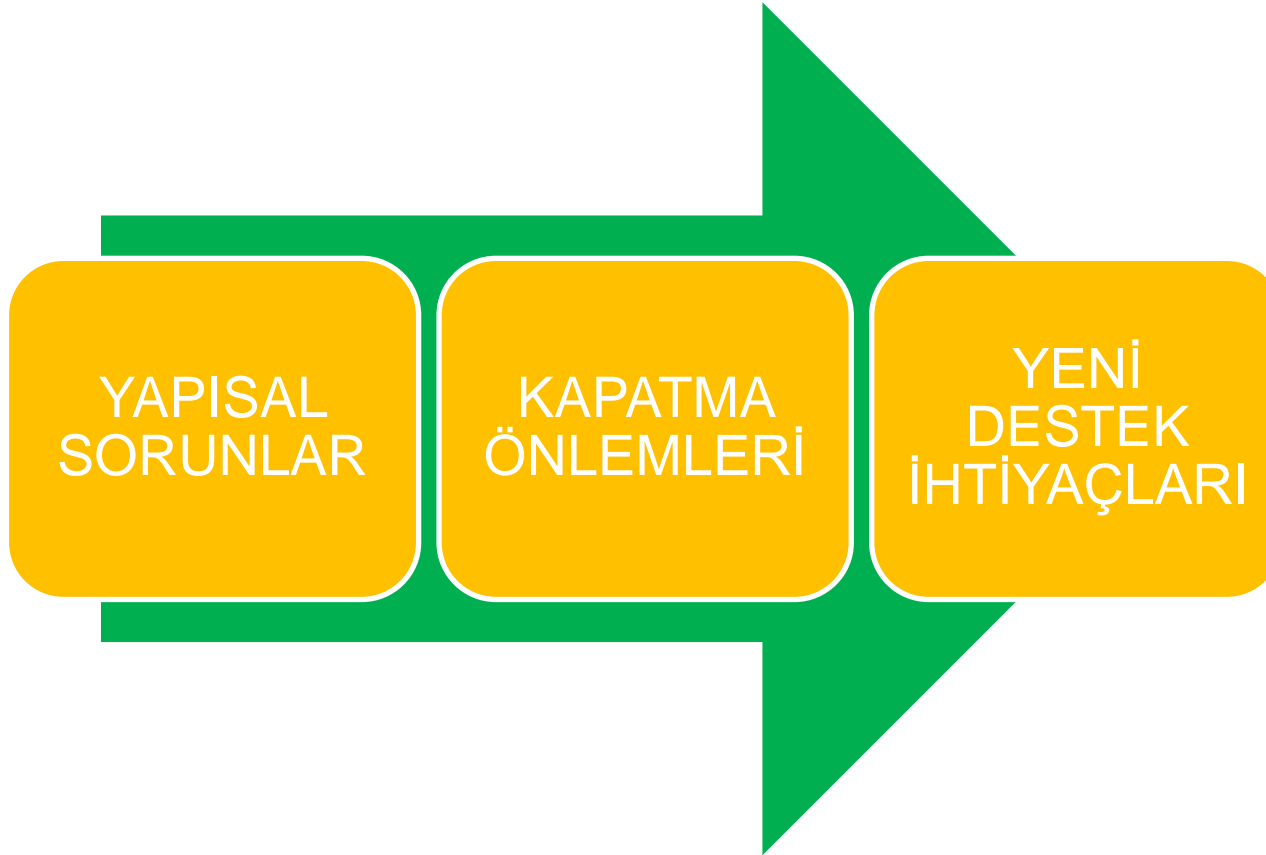 YAPISAL
SORUNLAR
KAPATMA
ÖNLEMLERİ
YENİ
DESTEK
İHTİYAÇLARI